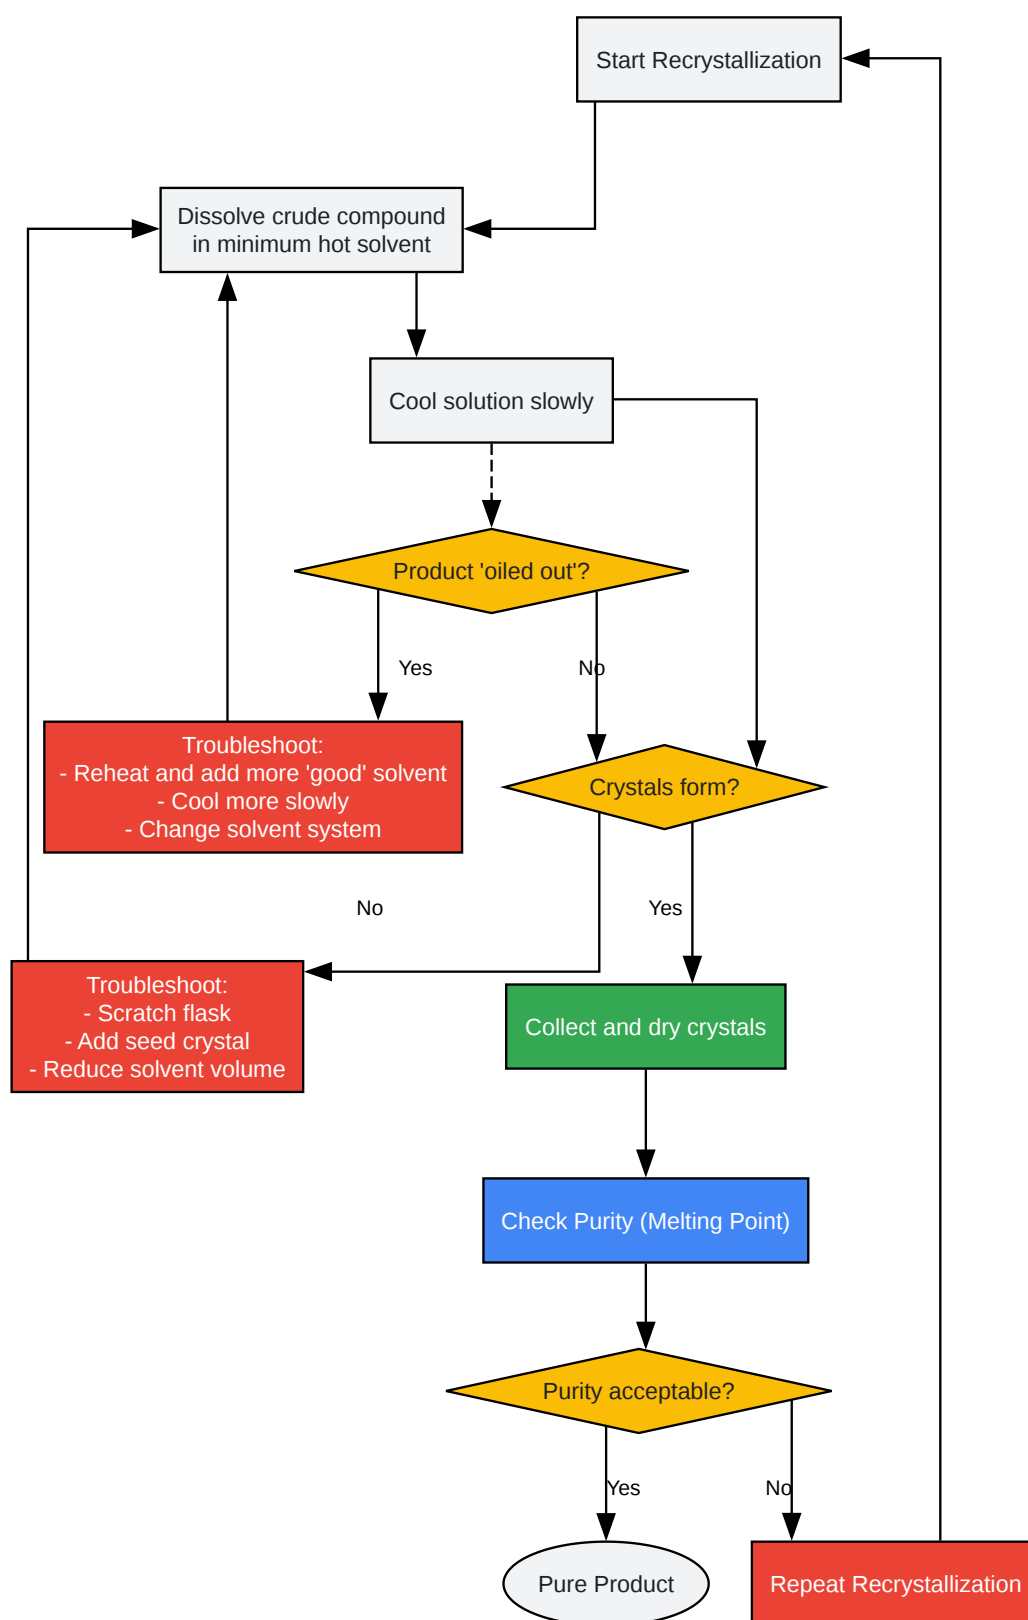 Start Recrystallization
Dissolve crude compound
in minimum hot solvent
Cool solution slowly
Product 'oiled out'?
Yes
No
Troubleshoot:
- Reheat and add more 'good' solvent
- Cool more slowly
- Change solvent system
Crystals form?
No
Yes
Troubleshoot:
- Scratch flask
- Add seed crystal
- Reduce solvent volume
Collect and dry crystals
Check Purity (Melting Point)
Purity acceptable?
Yes
No
Pure Product
Repeat Recrystallization